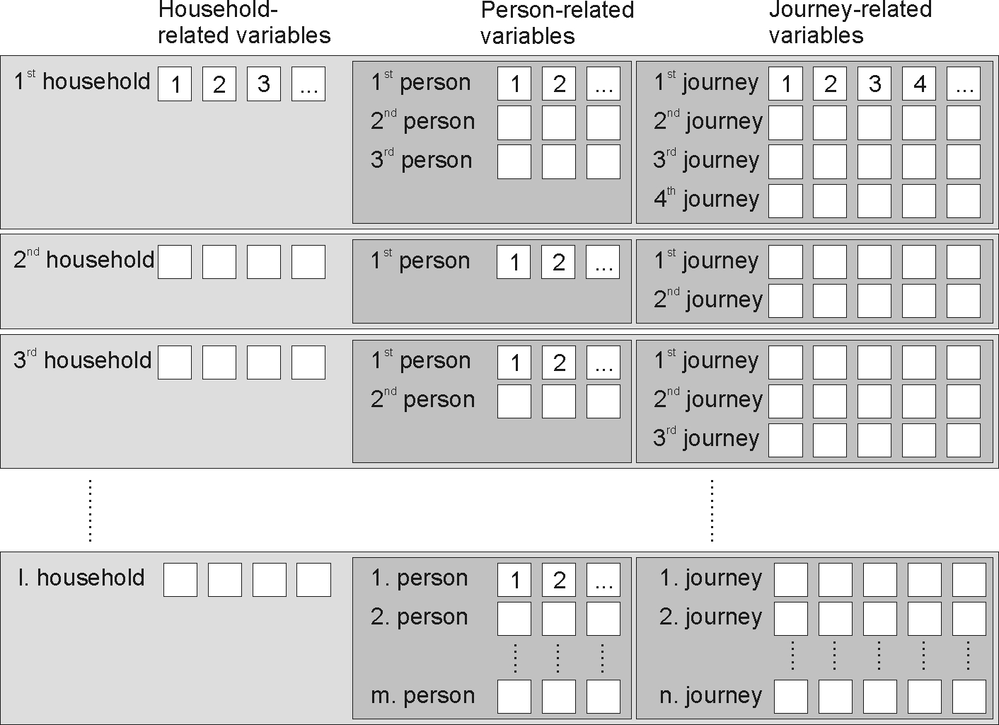 Household-
related variables
Person-related
variables
Journey-related
variables
1st household 1 2 3 ...
1st person 1 2 ...
2nd person
3rd person
1st journey 1 2 3 4 ...
2nd journey
3rd journey
4th journey
2nd household
1st person 1 2 ...
1st journey
2nd journey
3rd household
1st person 1 2 ...
2nd person
1st journey
2nd journey
3rd journey
l. household
1. person 1 2 ...
2. person
m. person
1. journey
2. journey
n. journey